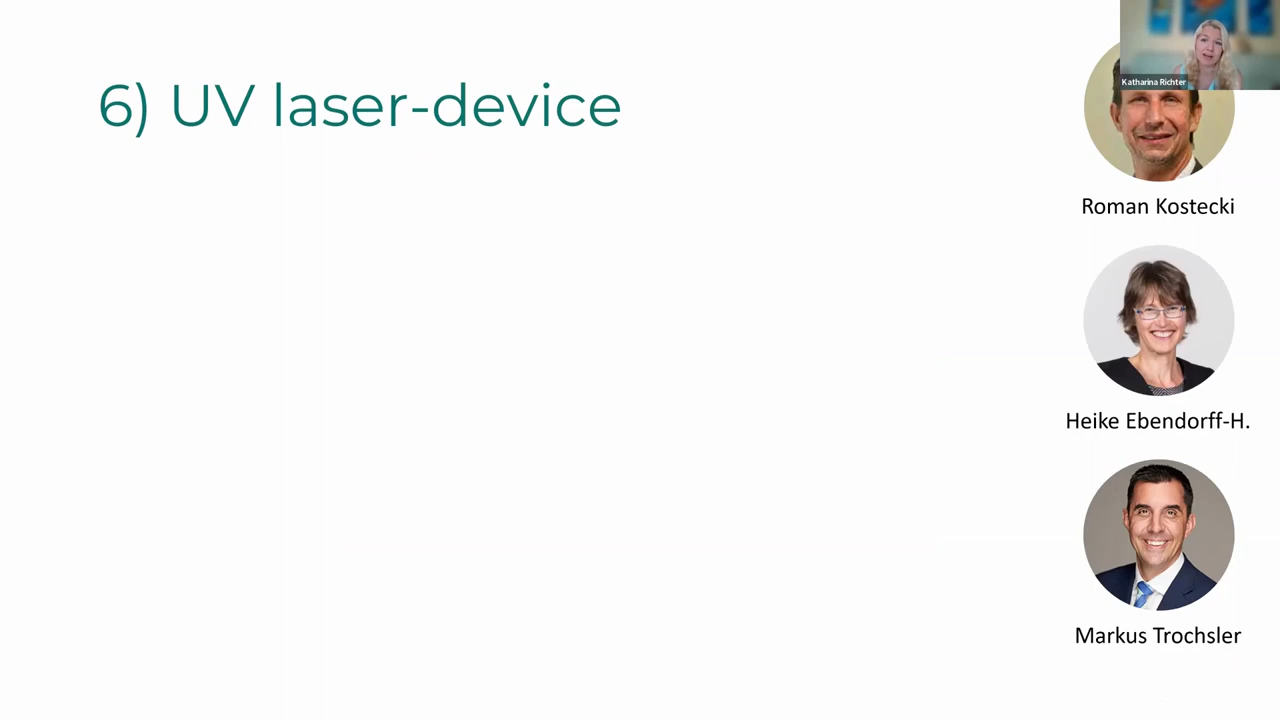 6) UV laser-device
Katharina Richter
Roman Kostecki
Heike Ebendorff-H.
Markus Trochsler